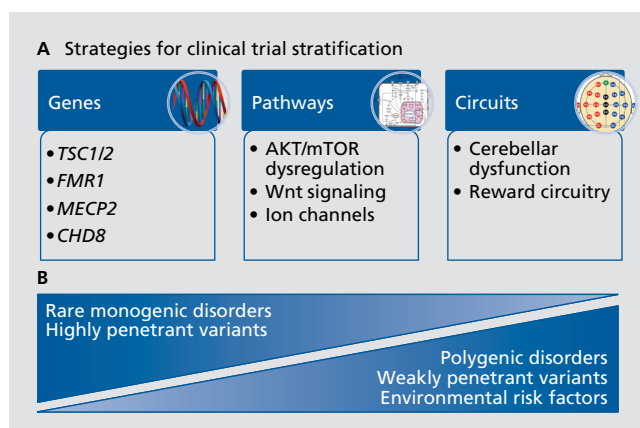 A Strategies for clinical trial stratification
Genes
• TSC1/2
• FMR1
• MECP2
• CHD8
Pathways
• AKT/mTOR
dysregulation
• Wnt signaling
• Ion channels
Circuits
• Cerebellar
dysfunction
• Reward circuitry
B
Rare monogenic disorders
Highly penetrant variants
Polygenic disorders
Weakly penetrant variants
Environmental risk factors